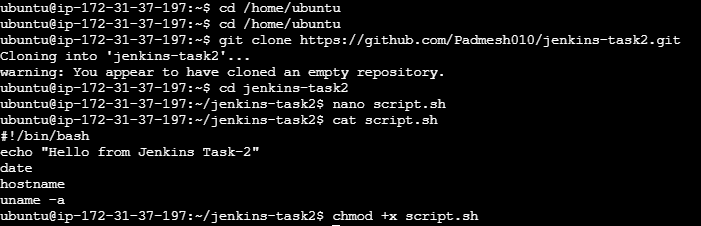 ubuntu@ip-172-31-37-197:~$ cd /home/ubuntu
ubuntu@ip-172-31-37-197:~$ cd /home/ubuntu
ubuntu@ip-172-31-37-197:~$ git clone https://github.com/Padmesh010/jenkins-task2.git
Cloning into 'jenkins-task2'...
warning: You appear to have cloned an empty repository.
ubuntu@ip-172-31-37-197:~$ cd jenkins-task2
ubuntu@ip-172-31-37-197:~/jenkins-task2$ nano script.sh
ubuntu@ip-172-31-37-197:~/jenkins-task2$ cat script.sh
#!/bin/bash
echo "Hello from Jenkins Task-2"
date
hostname
uname -a
ubuntu@ip-172-31-37-197:~/jenkins-task2$ chmod +x script.sh